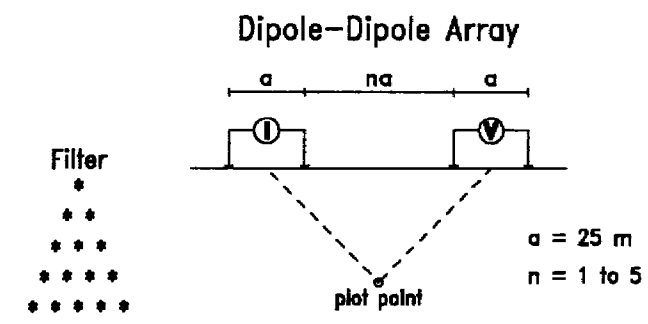 Dipole-Dipole Array
a na a
I V
Filter
*
* *
* * *
* * * *
* * * * *
a = 25 m
n = 1 to 5
plot point